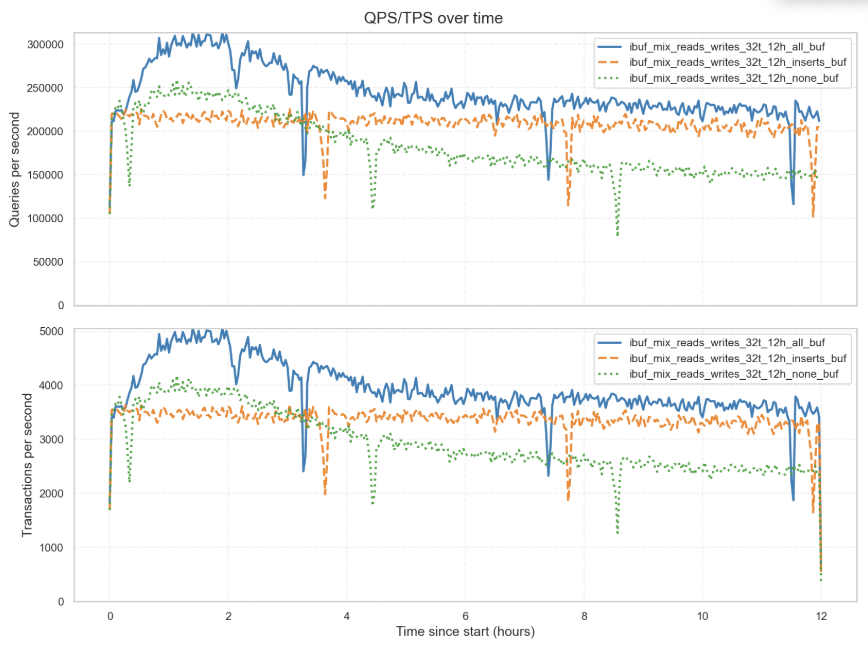 QPS/TPS over time
Queries per second
300000
250000
200000
150000
100000
50000
0
ibuf_mix_reads_writes_32t_12h_all_buf
ibuf_mix_reads_writes_32t_12h_inserts_buf
ibuf_mix_reads_writes_32t_12h_none_buf
Transactions per second
5000
4000
3000
2000
1000
0
ibuf_mix_reads_writes_32t_12h_all_buf
ibuf_mix_reads_writes_32t_12h_inserts_buf
ibuf_mix_reads_writes_32t_12h_none_buf
0 2 4 6 8 10 12
Time since start (hours)